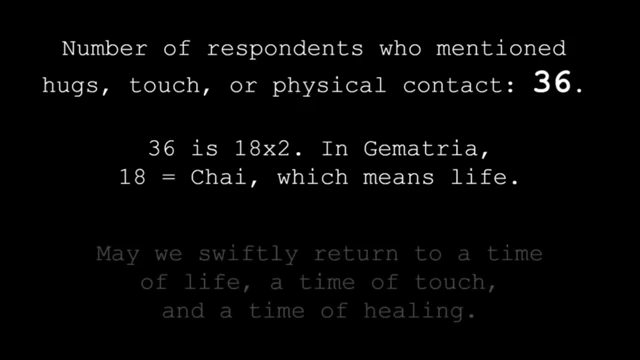 Number of respondents who mentioned
hugs, touch, or physical contact: 36.
36 is 18x2. In Gematria,
18 = Chai, which means life.
May we swiftly return to a time
of life, a time of touch,
and a time of healing.